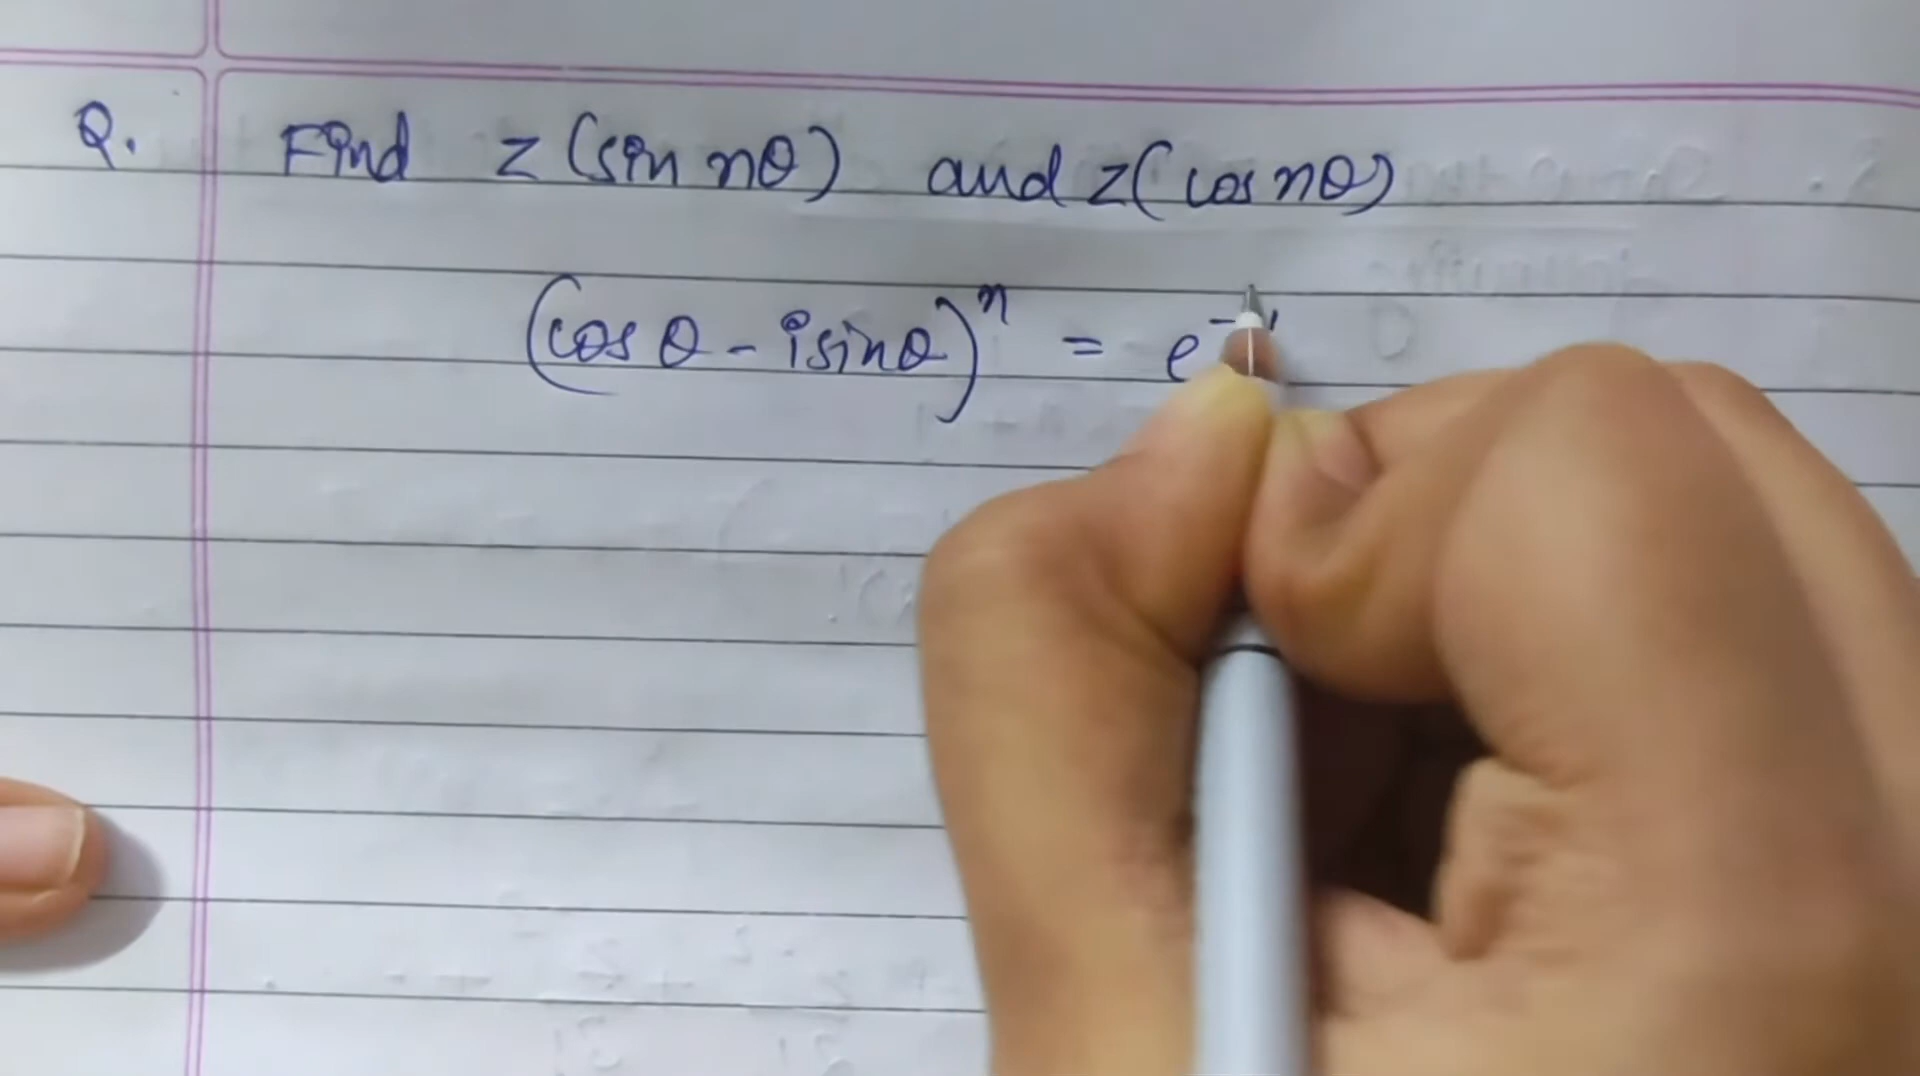 Q. Find z(sin nθ) and z(cos nθ)
(cos θ - i sin θ)^n = e^-